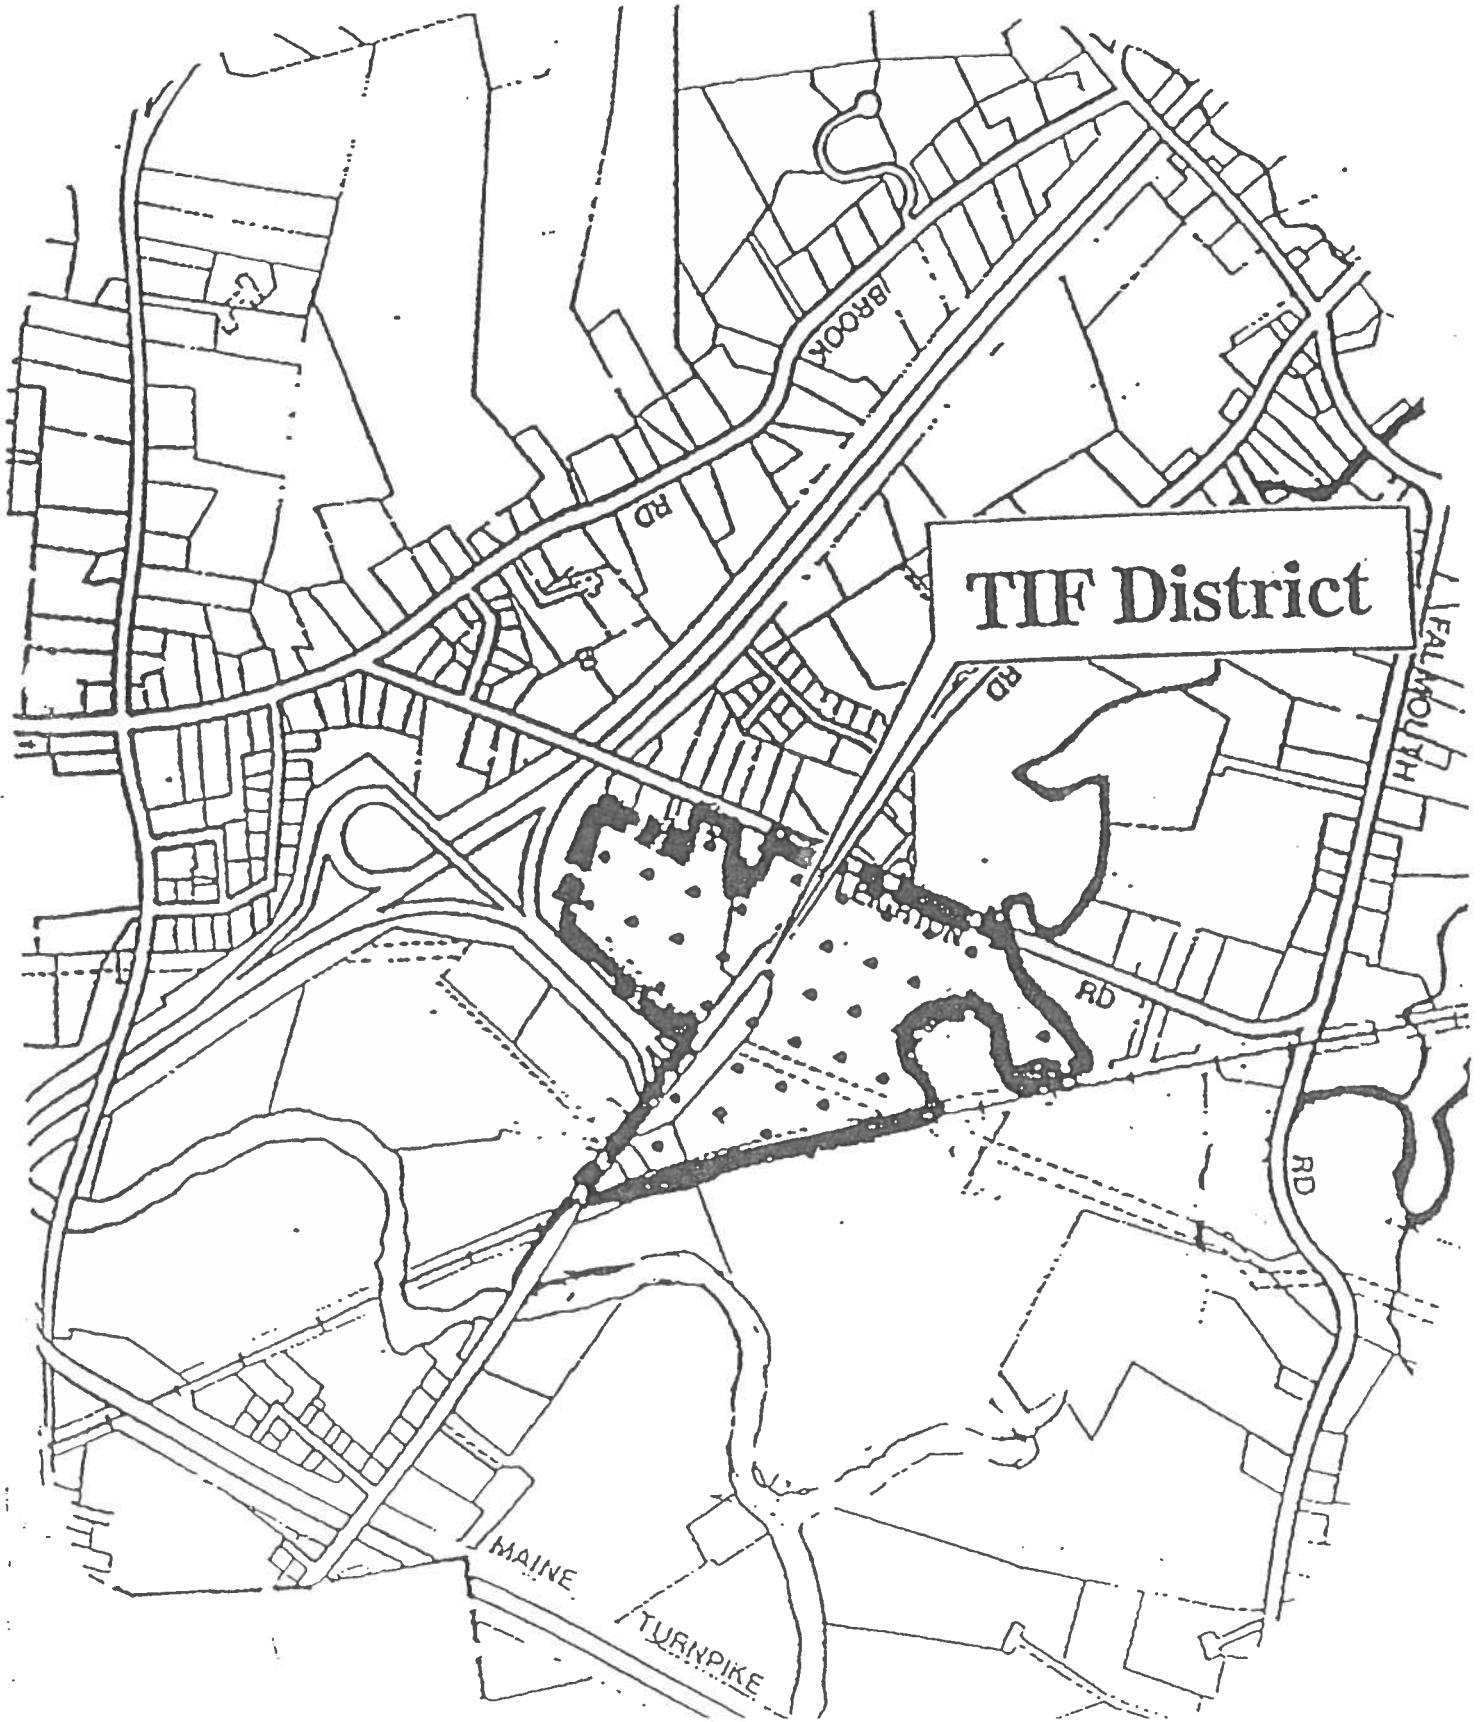 BROOK
RD
TIF District
RD
FALMOUTH
LEIGHTON
RD
RD
MAINE
TURNPIKE